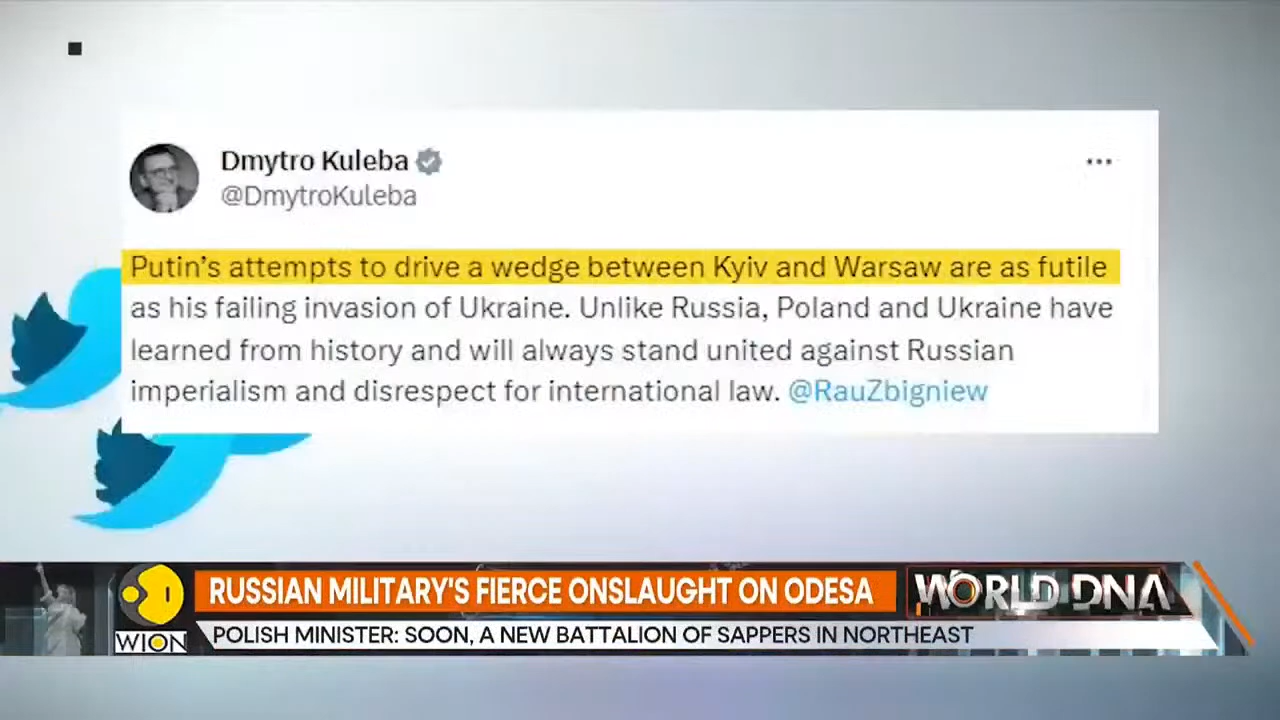 Dmytro Kuleba
@DmytroKuleba
Putin's attempts to drive a wedge between Kyiv and Warsaw are as futile
as his failing invasion of Ukraine. Unlike Russia, Poland and Ukraine have
learned from history and will always stand united against Russian
imperialism and disrespect for international law. @RauZbigniew
RUSSIAN MILITARY'S FIERCE ONSLAUGHT ON ODESA
WORLD DNA
WION
POLISH MINISTER: SOON, A NEW BATTALION OF SAPPERS IN NORTHEAST